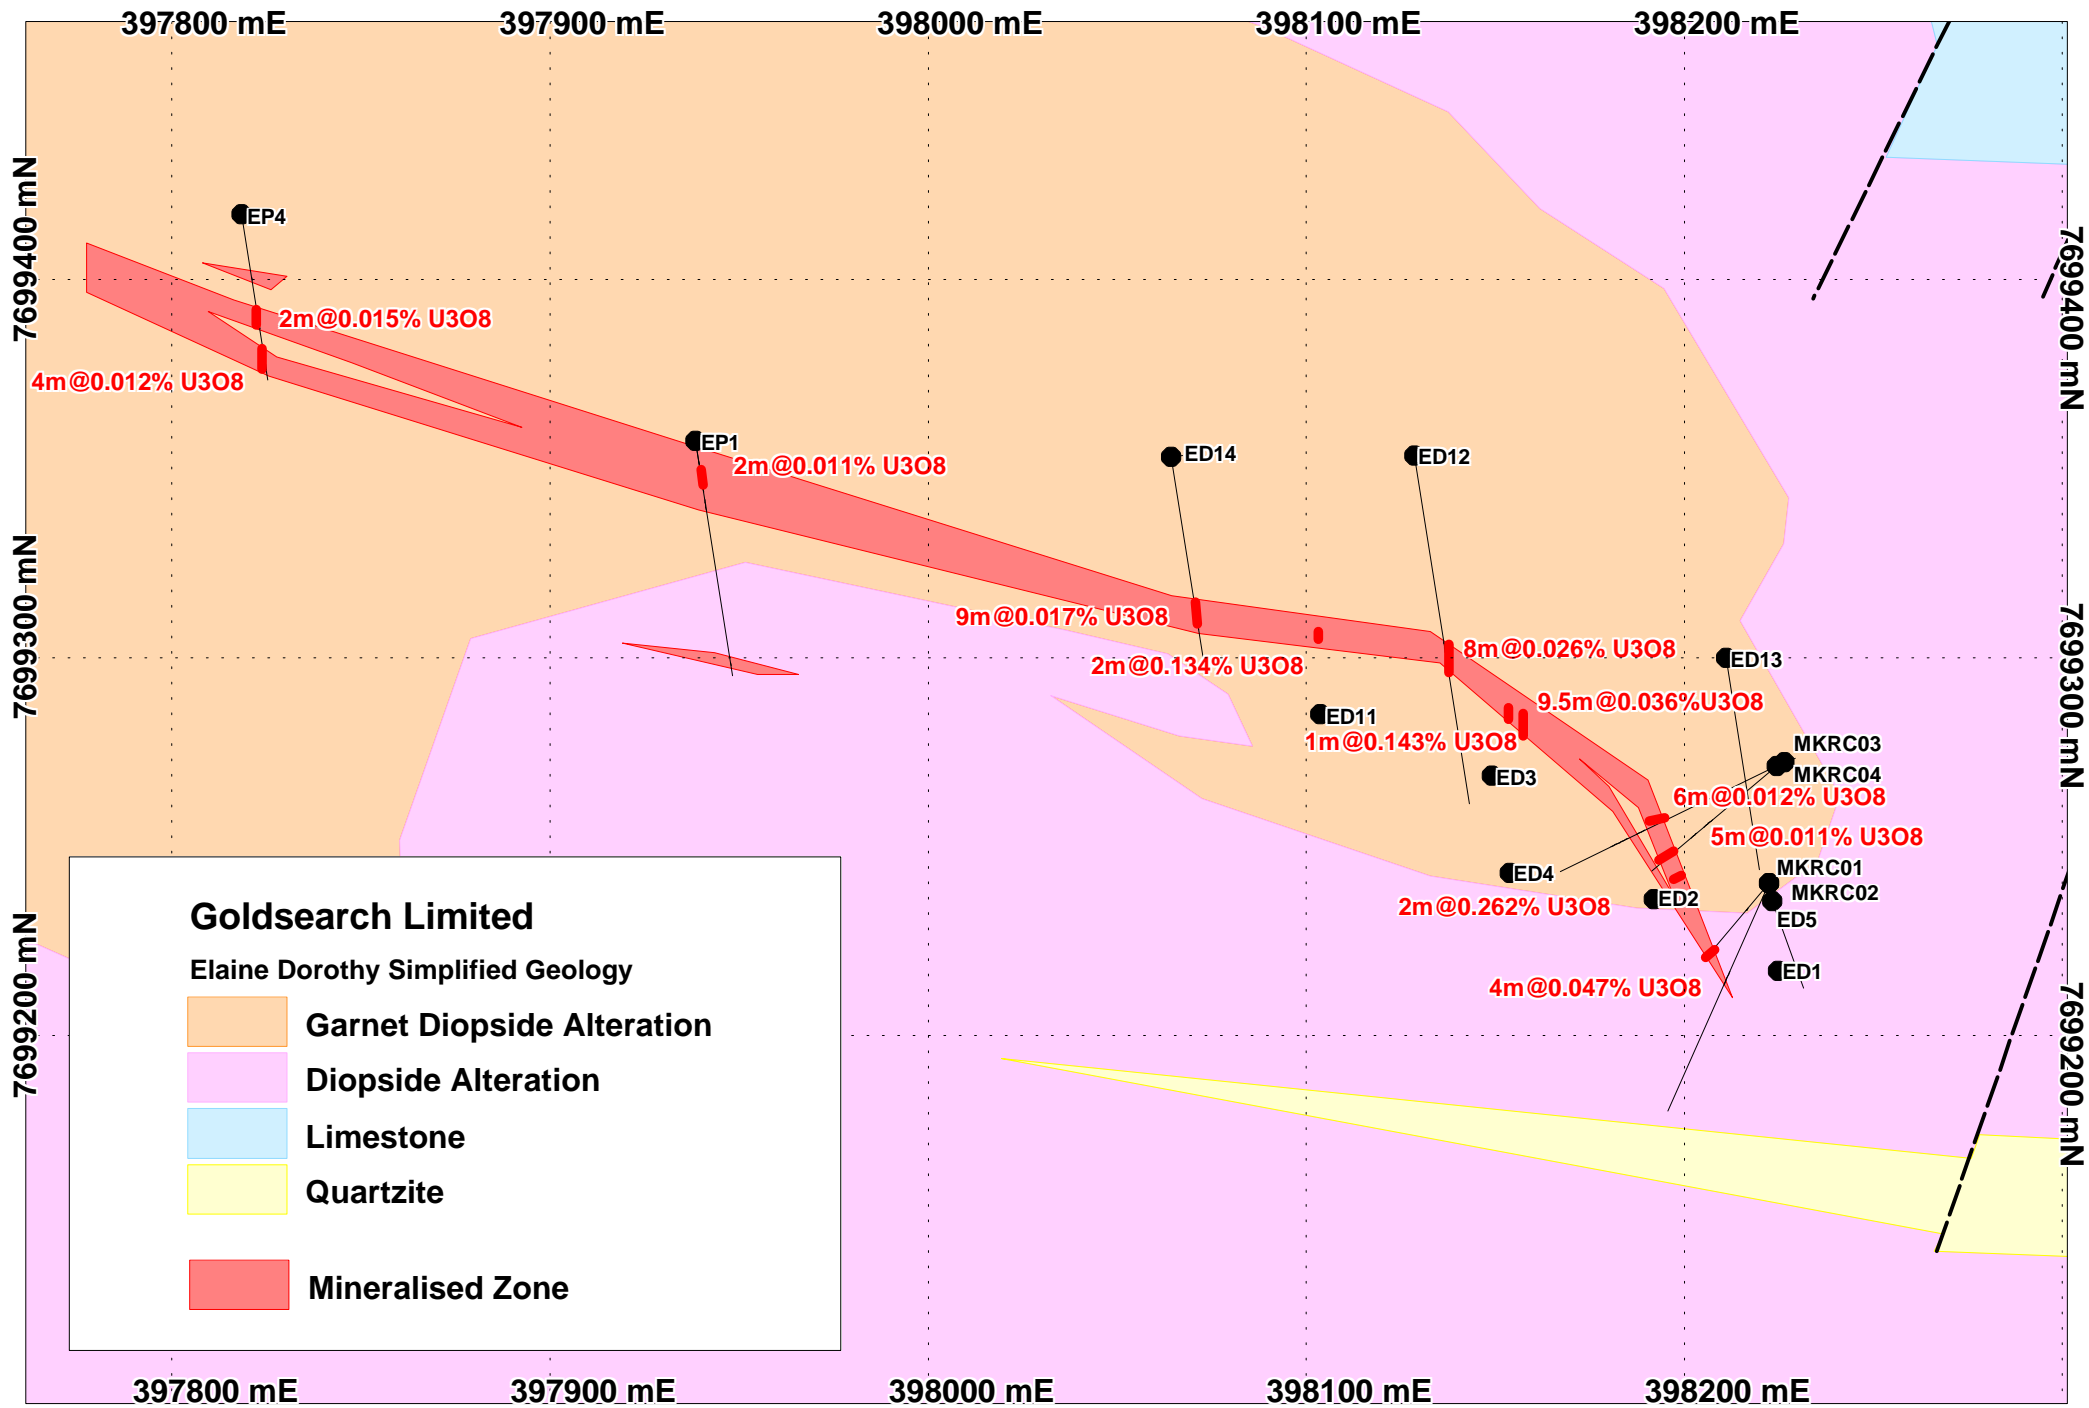 397800 mE
397900 mE
398000 mE
398100 mE
398200 mE
7699400 mN
7699400 mN
7699300 mN
7699300 mN
7699200 mN
7699200 mN
EP4
2m@0.015% U3O8
4m@0.012% U3O8
EP1
2m@0.011% U3O8
ED14
ED12
9m@0.017% U3O8
2m@0.134% U3O8
8m@0.026% U3O8
ED13
9.5m@0.036%U3O8
ED11
1m@0.143% U3O8
MKRC03
MKRC04
ED3
6m@0.012% U3O8
5m@0.011% U3O8
ED4
MKRC01
MKRC02
ED2
2m@0.262% U3O8
ED5
ED1
4m@0.047% U3O8
Goldsearch Limited
Elaine Dorothy Simplified Geology
Garnet Diopside Alteration
Diopside Alteration
Limestone
Quartzite
Mineralised Zone
397800 mE
397900 mE
398000 mE
398100 mE
398200 mE